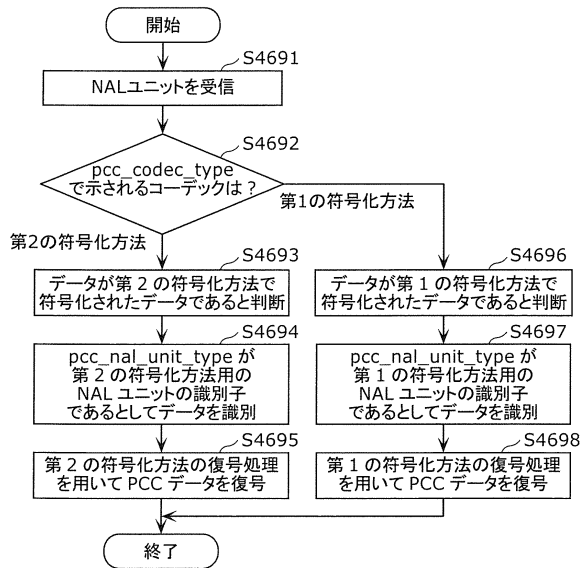 開始
S4691
NALユニットを受信
S4692
pcc_codec_type
で示されるコーデックは？
第1の符号化方法
第2の符号化方法
S4693
データが第２の符号化方法で
符号化されたデータであると判断
S4694
pcc_nal_unit_type が
第２の符号化方法用の
NAL ユニットの識別子
であるとしてデータを識別
S4695
第２の符号化方法の復号処理
を用いて PCC データを復号
S4696
データが第１の符号化方法で
符号化されたデータであると判断
S4697
pcc_nal_unit_type が
第１の符号化方法用の
NAL ユニットの識別子
であるとしてデータを識別
S4698
第１の符号化方法の復号処理
を用いて PCC データを復号
終了